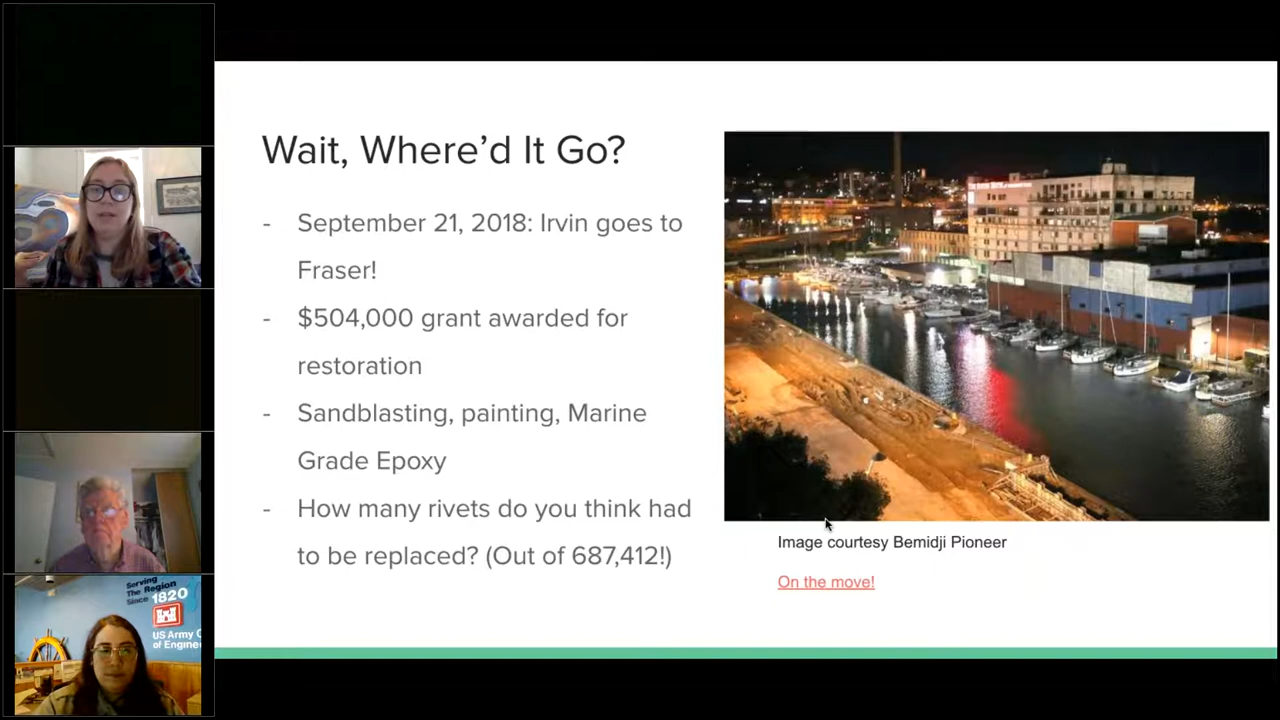 Wait, Where'd It Go?
- September 21, 2018: Irvin goes to
Fraser!
- $504,000 grant awarded for
restoration
- Sandblasting, painting, Marine
Grade Epoxy
- How many rivets do you think had
to be replaced? (Out of 687,412!)
Image courtesy Bemidji Pioneer
On the move!
Serving
The Region
Since 1820
US Army
of Engine